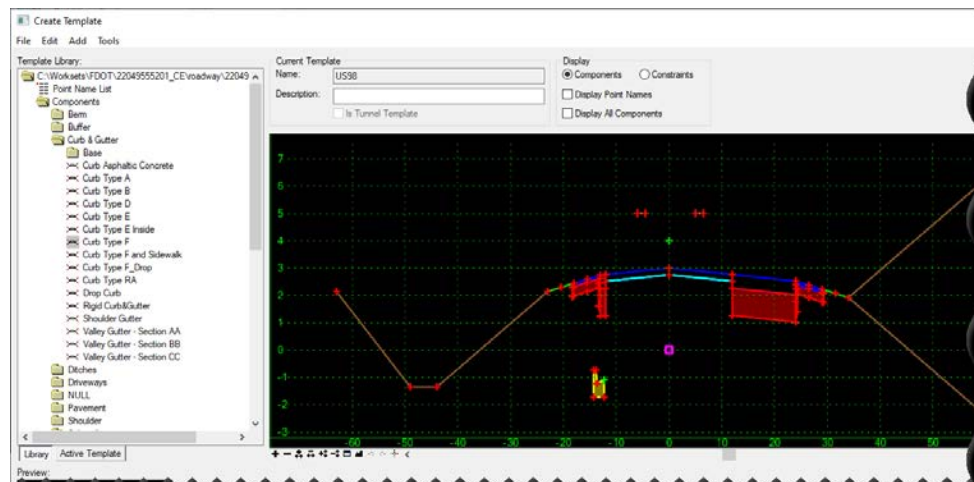 Create Template
File Edit Add Tools
Template Library:
C:\Worksets\FDOT\22049555201_CE\roadway\22049
Point Name List
Components
Berm
Buffer
Curb & Gutter
Base
Curb Asphaltic Concrete
Curb Type A
Curb Type B
Curb Type D
Curb Type E
Curb Type E Inside
Curb Type F
Curb Type F and Sidewalk
Curb Type F_Drop
Curb Type RA
Drop Curb
Rigid Curb&Gutter
Shoulder Gutter
Valley Gutter - Section AA
Valley Gutter - Section BB
Valley Gutter - Section CC
Ditches
Driveways
NULL
Pavement
Shoulder
Library Active Template
Preview:
Current Template
Name: US98
Description:
Is Tunnel Template
Display
Components Constraints
Display Point Names
Display All Components
7
6
5
4
3
2
1
0
-1
-2
-3
-60 -50 -40 -30 -20 -10 0 10 20 30 40 50